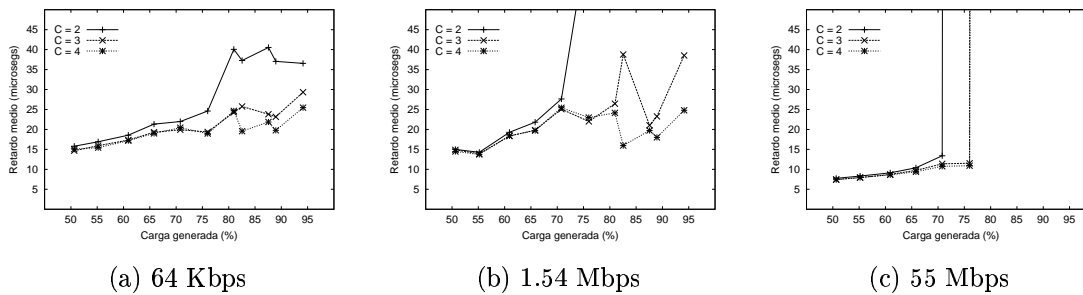 Retardo medio (microsegs)
45
40
35
30
25
20
15
10
5
C = 2
C = 3
C = 4
50 55 60 65 70 75 80 85 90 95
Carga generada (%)
(a) 64 Kbps
Retardo medio (microsegs)
45
40
35
30
25
20
15
10
5
C = 2
C = 3
C = 4
50 55 60 65 70 75 80 85 90 95
Carga generada (%)
(b) 1.54 Mbps
Retardo medio (microsegs)
45
40
35
30
25
20
15
10
5
C = 2
C = 3
C = 4
50 55 60 65 70 75 80 85 90 95
Carga generada (%)
(c) 55 Mbps